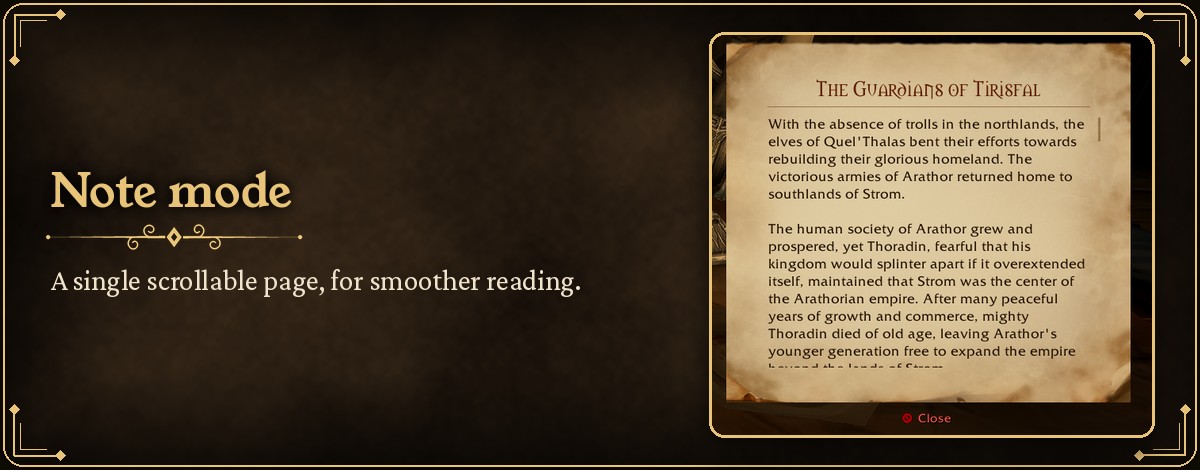 Note mode
A single scrollable page, for smoother reading.
The Guardians of Tirisfal
With the absence of trolls in the northlands, the
elves of Quel'Thalas bent their efforts towards
rebuilding their glorious homeland. The
victorious armies of Arathor returned home to
southlands of Strom.
The human society of Arathor grew and
prospered, yet Thoradin, fearful that his
kingdom would splinter apart if it overextended
itself, maintained that Strom was the center of
the Arathorian empire. After many peaceful
years of growth and commerce, mighty
Thoradin died of old age, leaving Arathor's
younger generation free to expand the empire
beyond the lands of Strom.
Close